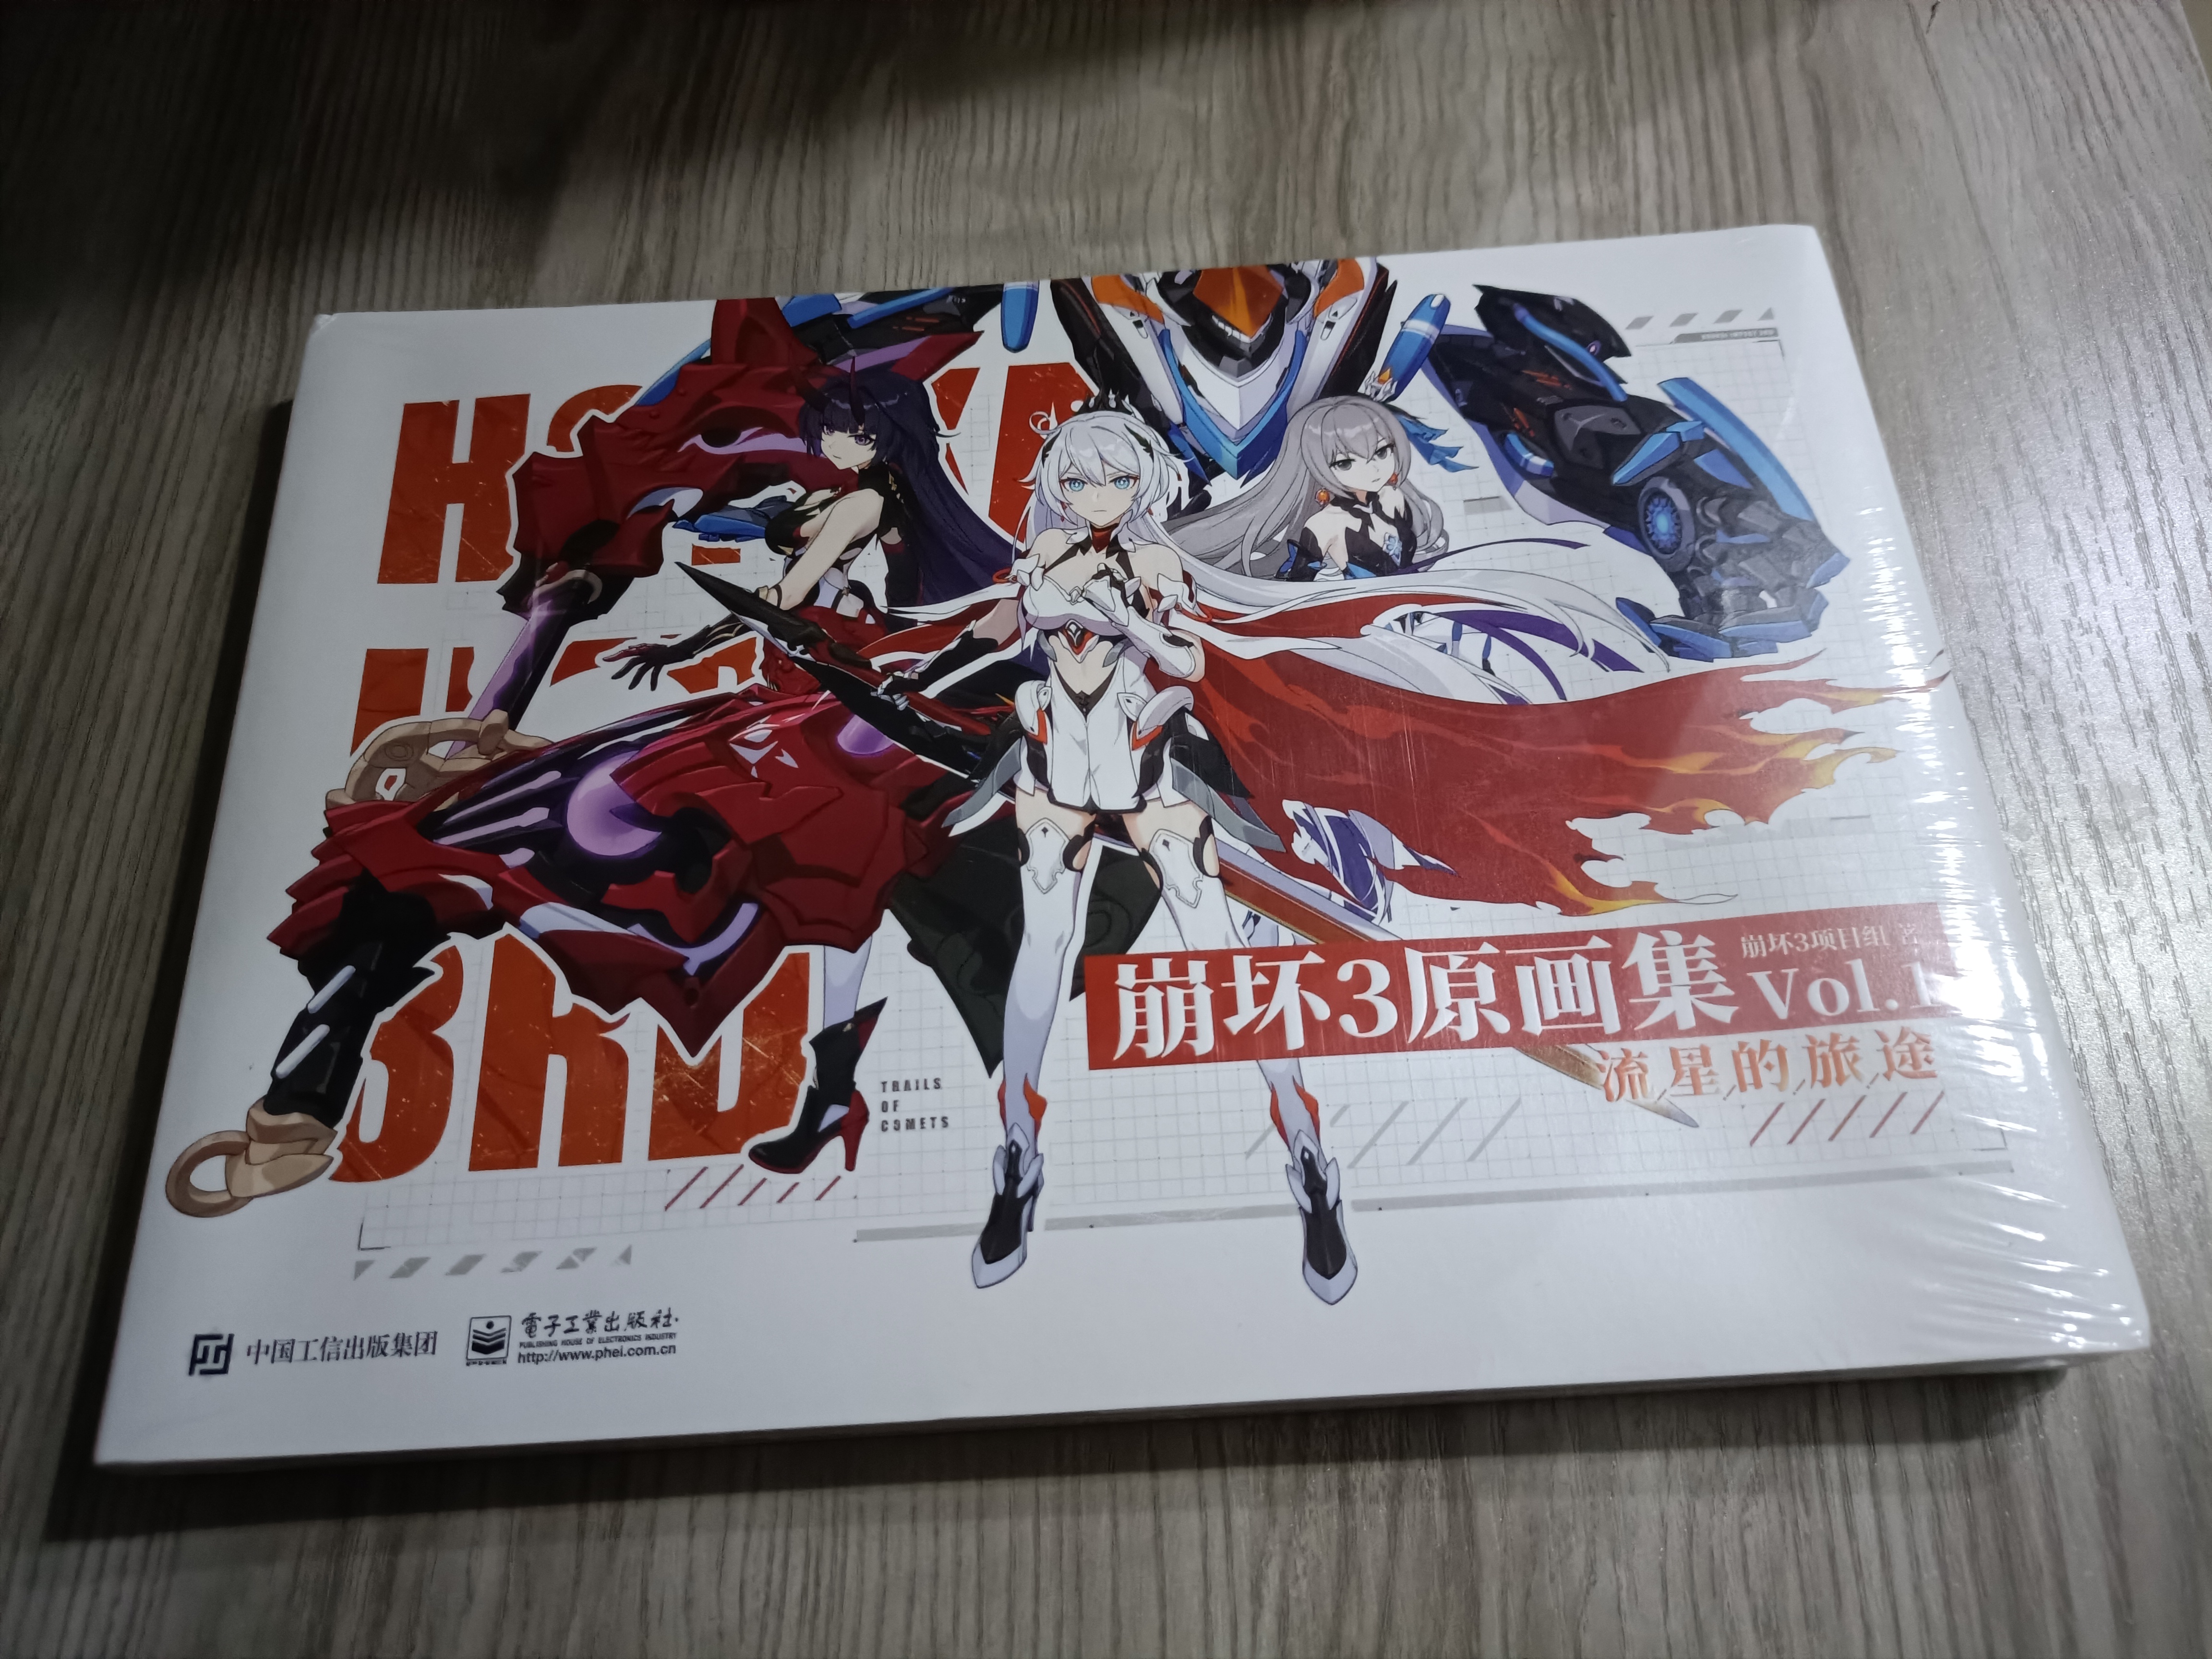 崩坏3项目组 著
崩坏3原画集 Vol.1
流星的旅途
TRAILS
OF
COMETS
中国工信出版集团
電子工業出版社
PUBLISHING HOUSE OF ELECTRONICS INDUSTRY
http://www.phei.com.cn